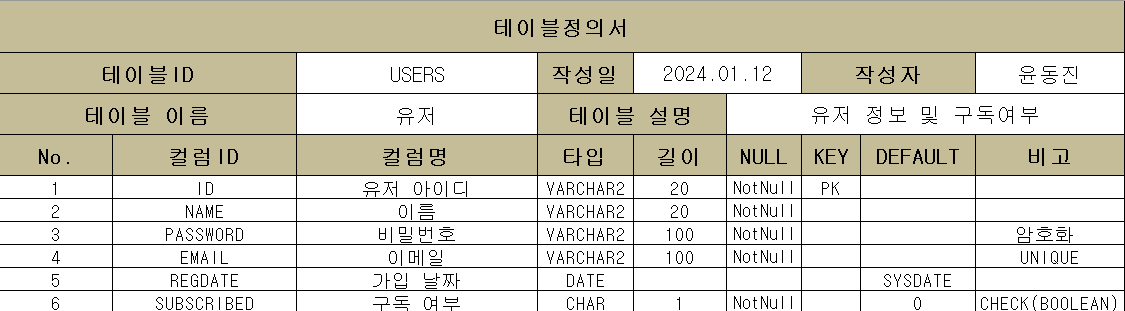 테이블정의서
테이블ID USERS 작성일 2024.01.12 작성자 윤동진
테이블 이름 유저 테이블 설명 유저 정보 및 구독여부
No. 컬럼ID 컬럼명 타입 길이 NULL KEY DEFAULT 비고
1 ID 유저 아이디 VARCHAR2 20 NotNull PK
2 NAME 이름 VARCHAR2 20 NotNull
3 PASSWORD 비밀번호 VARCHAR2 100 NotNull 암호화
4 EMAIL 이메일 VARCHAR2 100 NotNull UNIQUE
5 REGDATE 가입 날짜 DATE SYSDATE
6 SUBSCRIBED 구독 여부 CHAR 1 NotNull 0 CHECK(BOOLEAN)